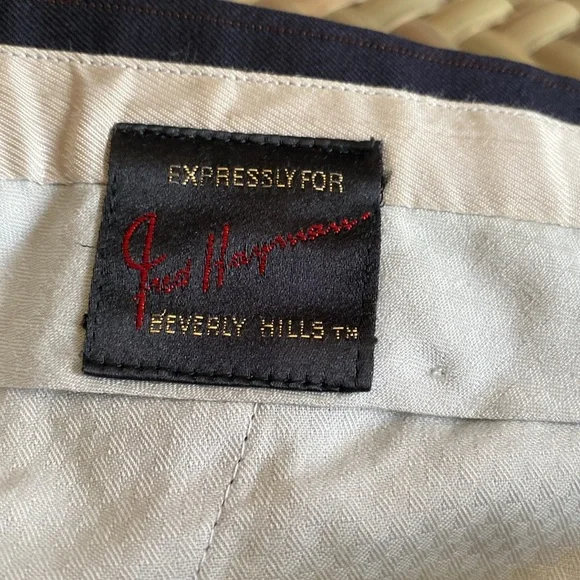 EXPRESSLY FOR
Fred Hayman
BEVERLY HILLS TM